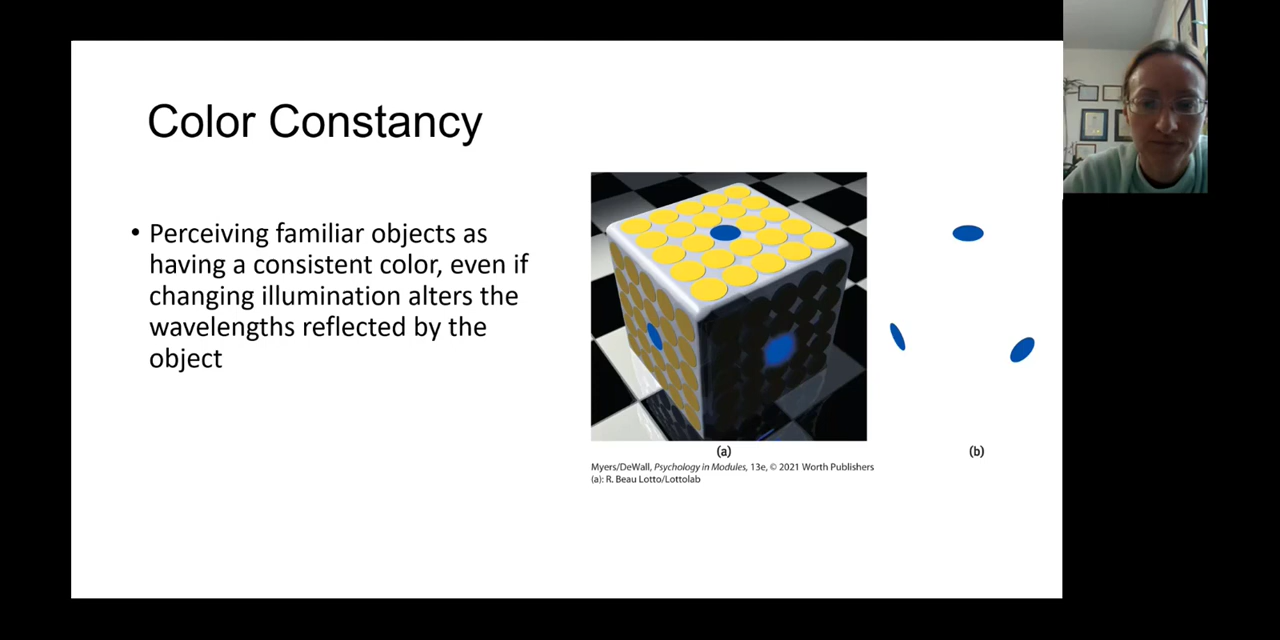 Color Constancy
• Perceiving familiar objects as
having a consistent color, even if
changing illumination alters the
wavelengths reflected by the
object
(a)
(b)
Myers/DeWall, Psychology in Modules, 13e, © 2021 Worth Publishers
(a): R. Beau Lotto/Lottolab